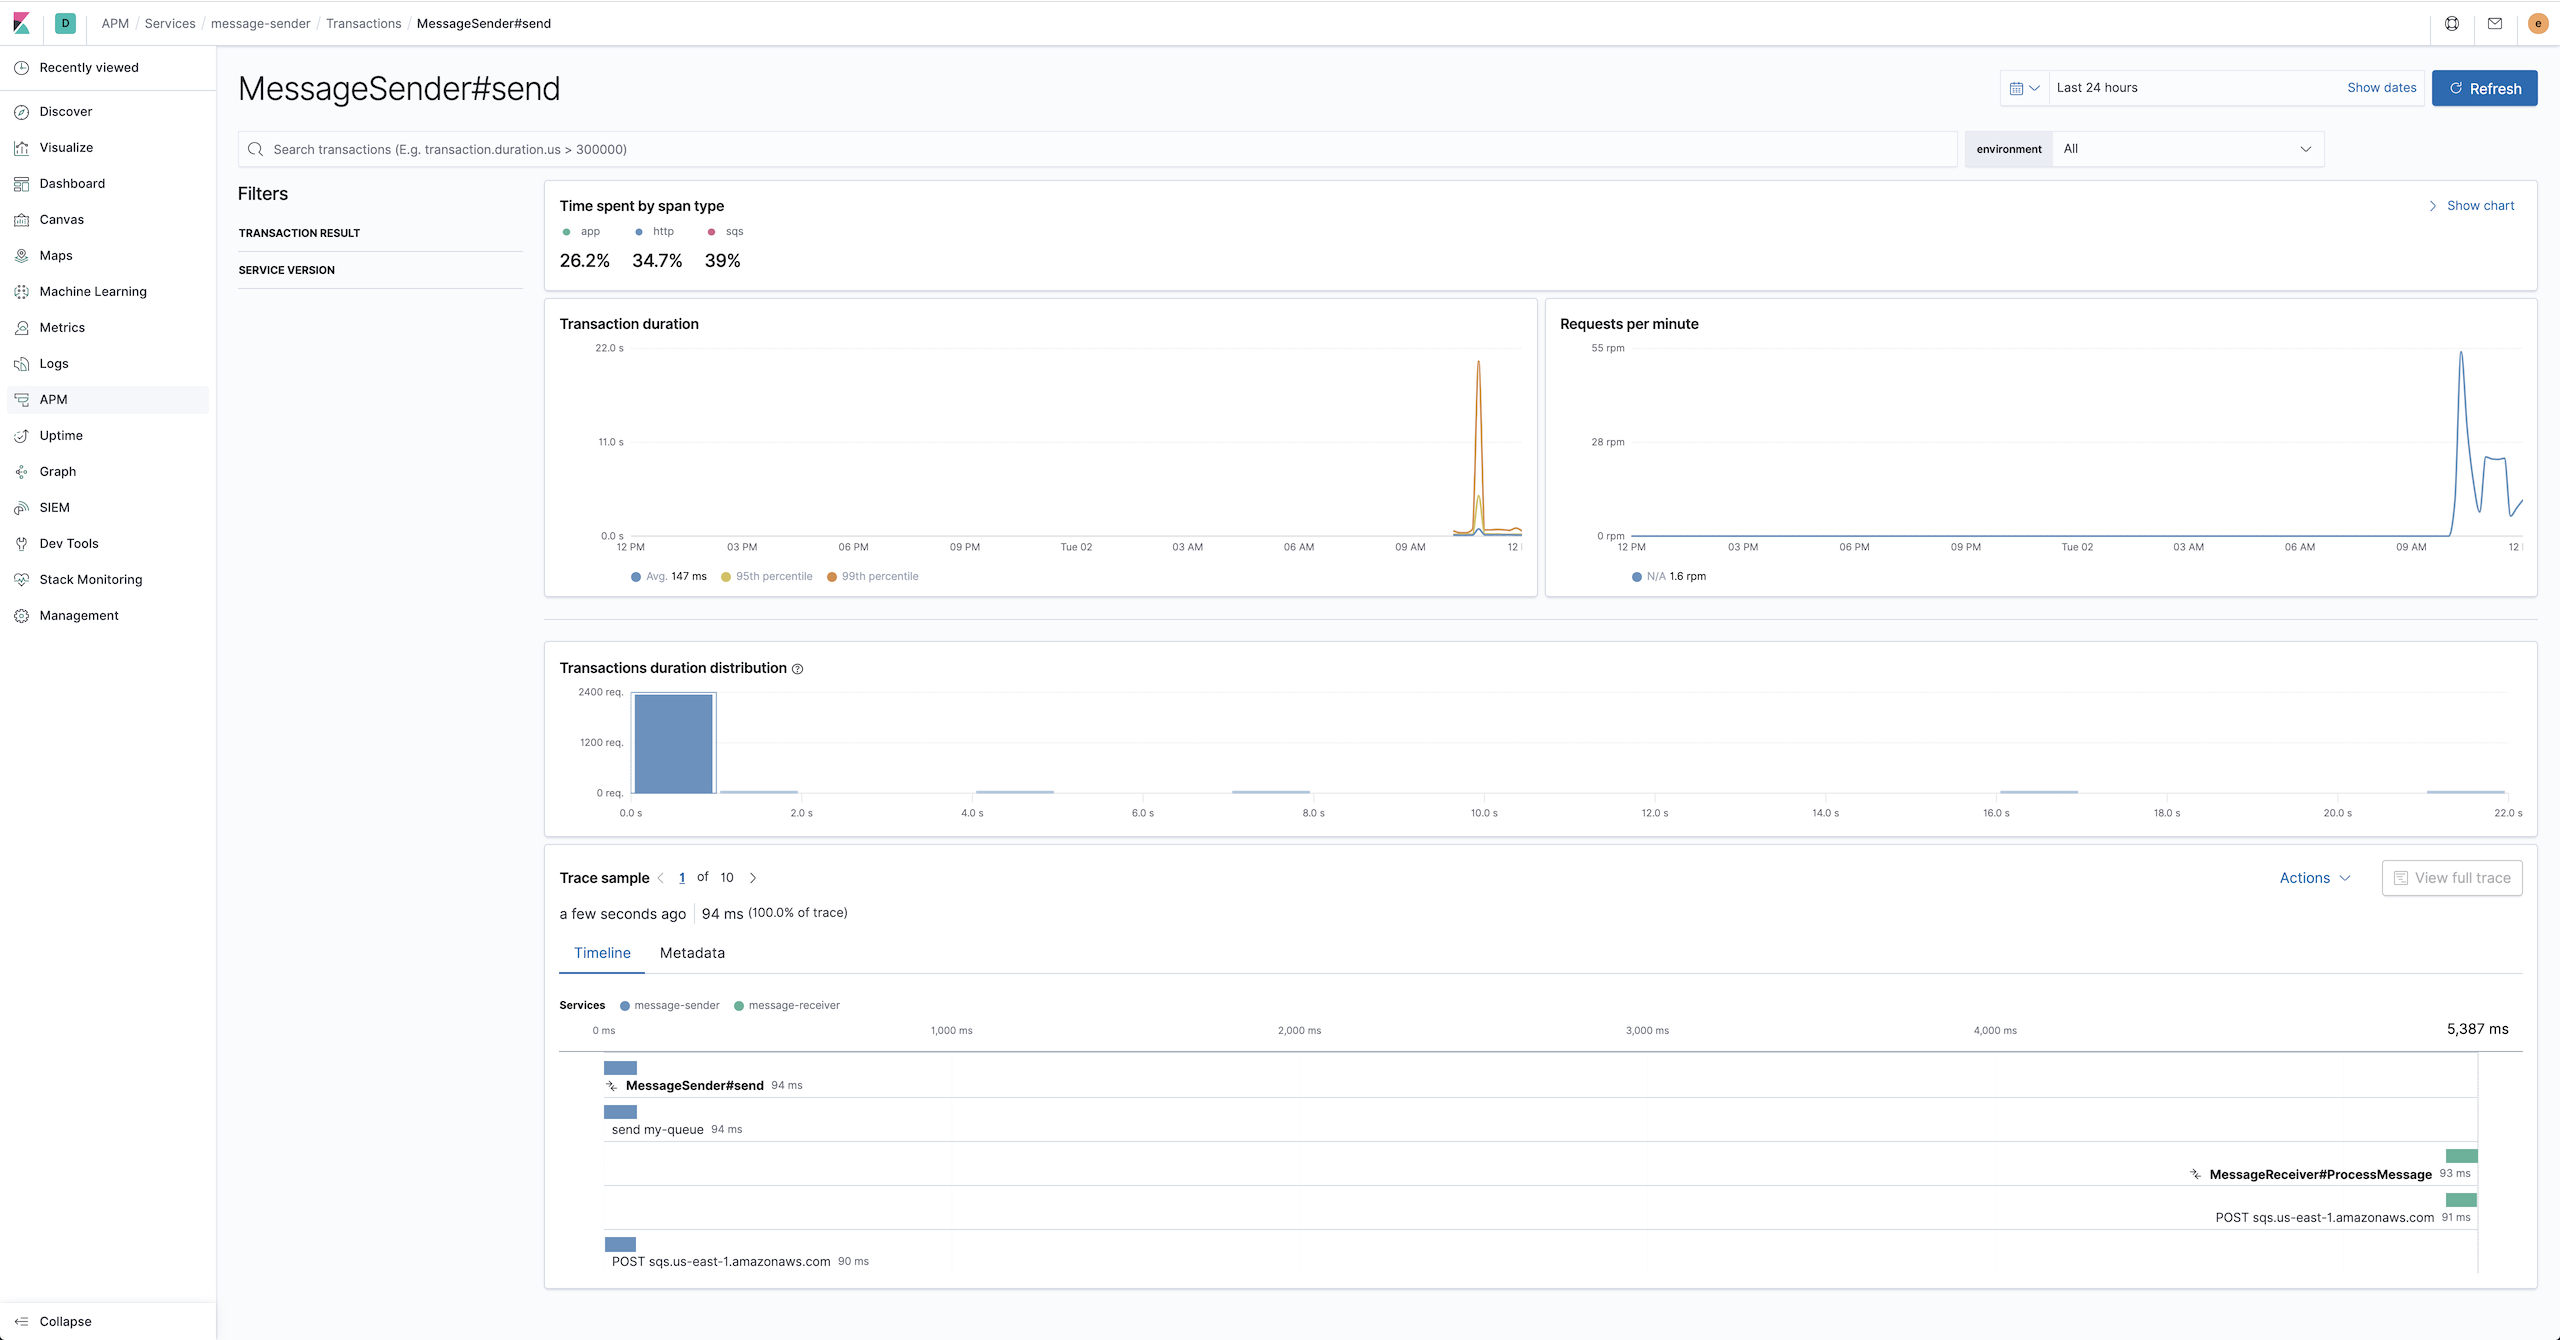 D APM / Services / message-sender / Transactions / MessageSender#send e
Recently viewed
Discover
Visualize
Dashboard
Canvas
Maps
Machine Learning
Metrics
Logs
APM
Uptime
Graph
SIEM
Dev Tools
Stack Monitoring
Management
Collapse
MessageSender#send
Last 24 hours Show dates Refresh
Search transactions (E.g. transaction.duration.us > 300000) environment All
Filters
TRANSACTION RESULT
SERVICE VERSION
Time spent by span type Show chart
app http sqs
26.2% 34.7% 39%
Transaction duration
22.0 s
11.0 s
0.0 s
12 PM 03 PM 06 PM 09 PM Tue 02 03 AM 06 AM 09 AM 12
Avg. 147 ms 95th percentile 99th percentile
Requests per minute
55 rpm
28 rpm
0 rpm
12 PM 03 PM 06 PM 09 PM Tue 02 03 AM 06 AM 09 AM 12
N/A 1.6 rpm
Transactions duration distribution
2400 req.
1200 req.
0 req.
0.0 s 2.0 s 4.0 s 6.0 s 8.0 s 10.0 s 12.0 s 14.0 s 16.0 s 18.0 s 20.0 s 22.0 s
Trace sample 1 of 10 Actions View full trace
a few seconds ago 94 ms (100.0% of trace)
Timeline Metadata
Services message-sender message-receiver
0 ms 1,000 ms 2,000 ms 3,000 ms 4,000 ms 5,387 ms
MessageSender#send 94 ms
send my-queue 94 ms
MessageReceiver#ProcessMessage 93 ms
POST sqs.us-east-1.amazonaws.com 91 ms
POST sqs.us-east-1.amazonaws.com 90 ms